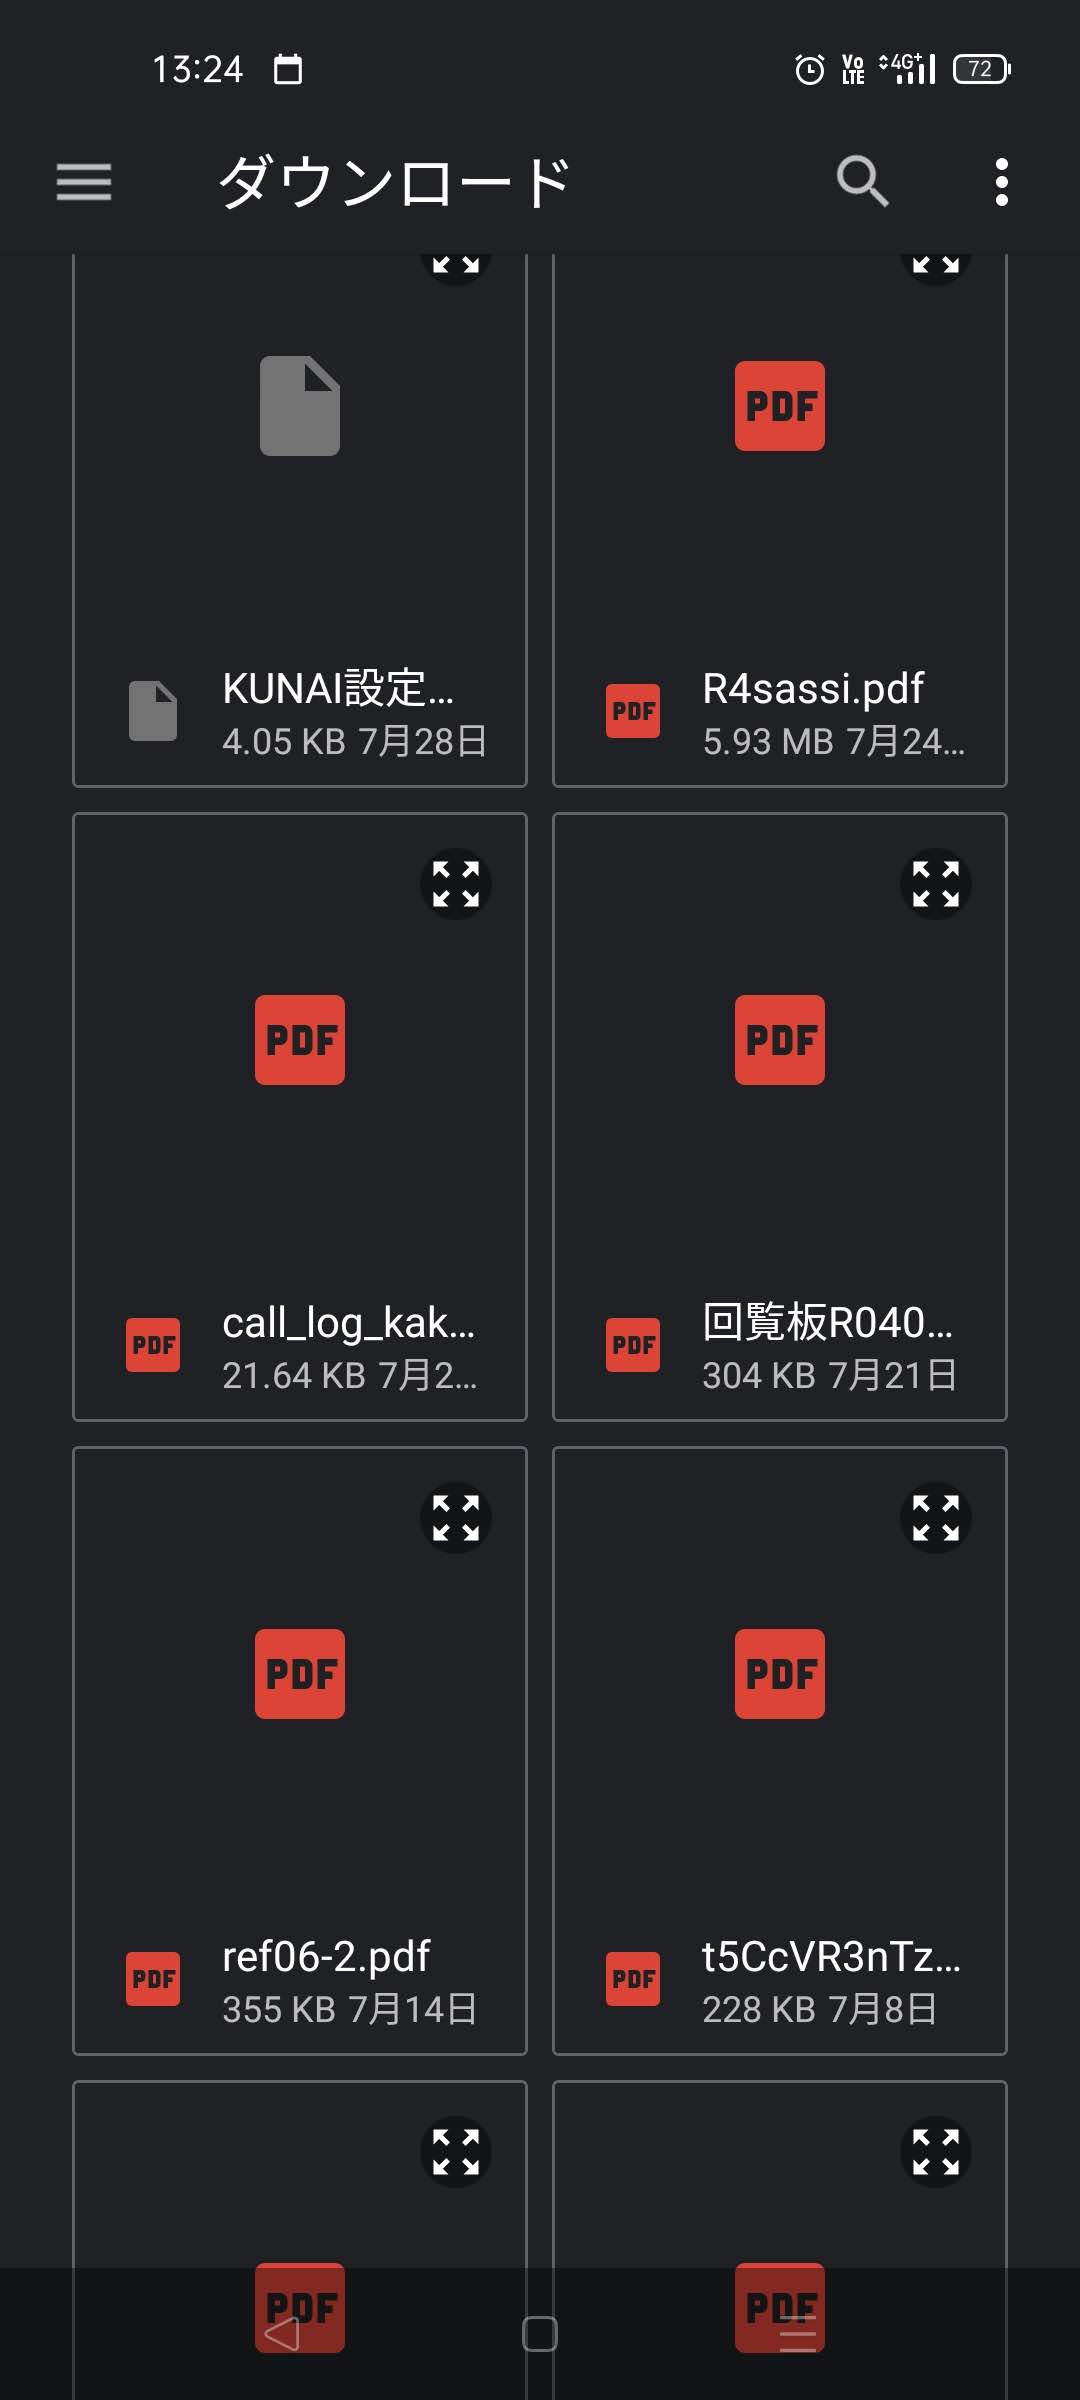 13:24
Vo LTE 4G+ 72
ダウンロード
PDF
KUNAI設定...
4.05 KB 7月28日
PDF
R4sassi.pdf
5.93 MB 7月24...
PDF
PDF
PDF
call_log_kak...
21.64 KB 7月2...
PDF
回覧板R040...
304 KB 7月21日
PDF
PDF
PDF
ref06-2.pdf
355 KB 7月14日
PDF
t5CcVR3nTz...
228 KB 7月8日
PDF
PDF